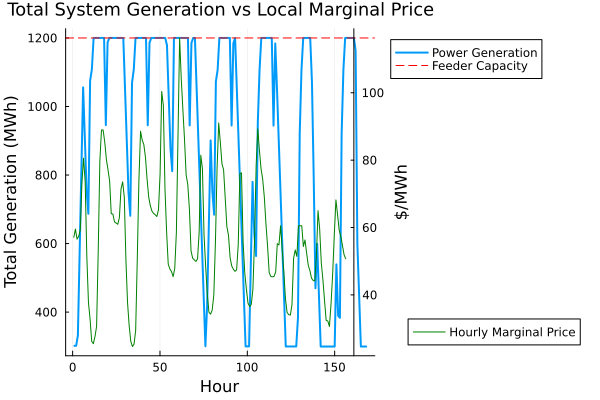 Total System Generation vs Local Marginal Price
Power Generation
Feeder Capacity
Total Generation (MWh)
1200
1000
800
600
400
100
80
60
40
$/MWh
Hourly Marginal Price
0
50
100
150
Hour